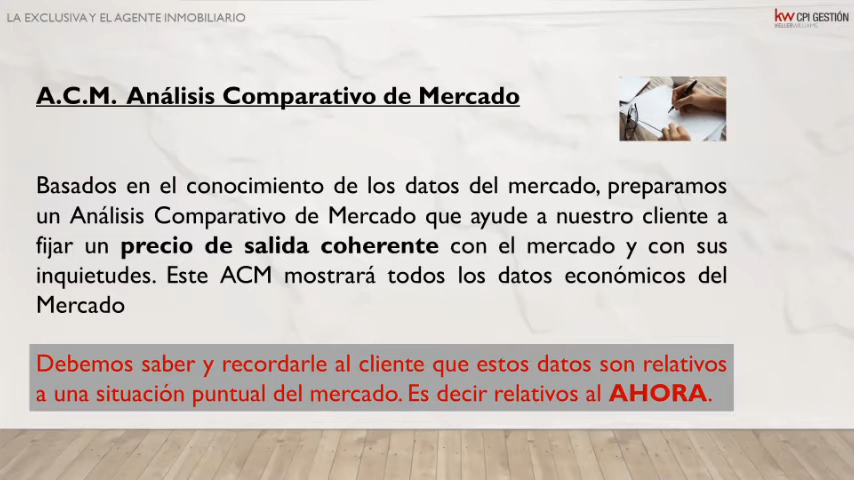 LA EXCLUSIVA Y EL AGENTE INMOBILIARIO
kw CPI GESTIÓN
KELLERWILLIAMS
A.C.M. Análisis Comparativo de Mercado
Basados en el conocimiento de los datos del mercado, preparamos
un Análisis Comparativo de Mercado que ayude a nuestro cliente a
fijar un precio de salida coherente con el mercado y con sus
inquietudes. Este ACM mostrará todos los datos económicos del
Mercado
Debemos saber y recordarle al cliente que estos datos son relativos
a una situación puntual del mercado. Es decir relativos al AHORA.